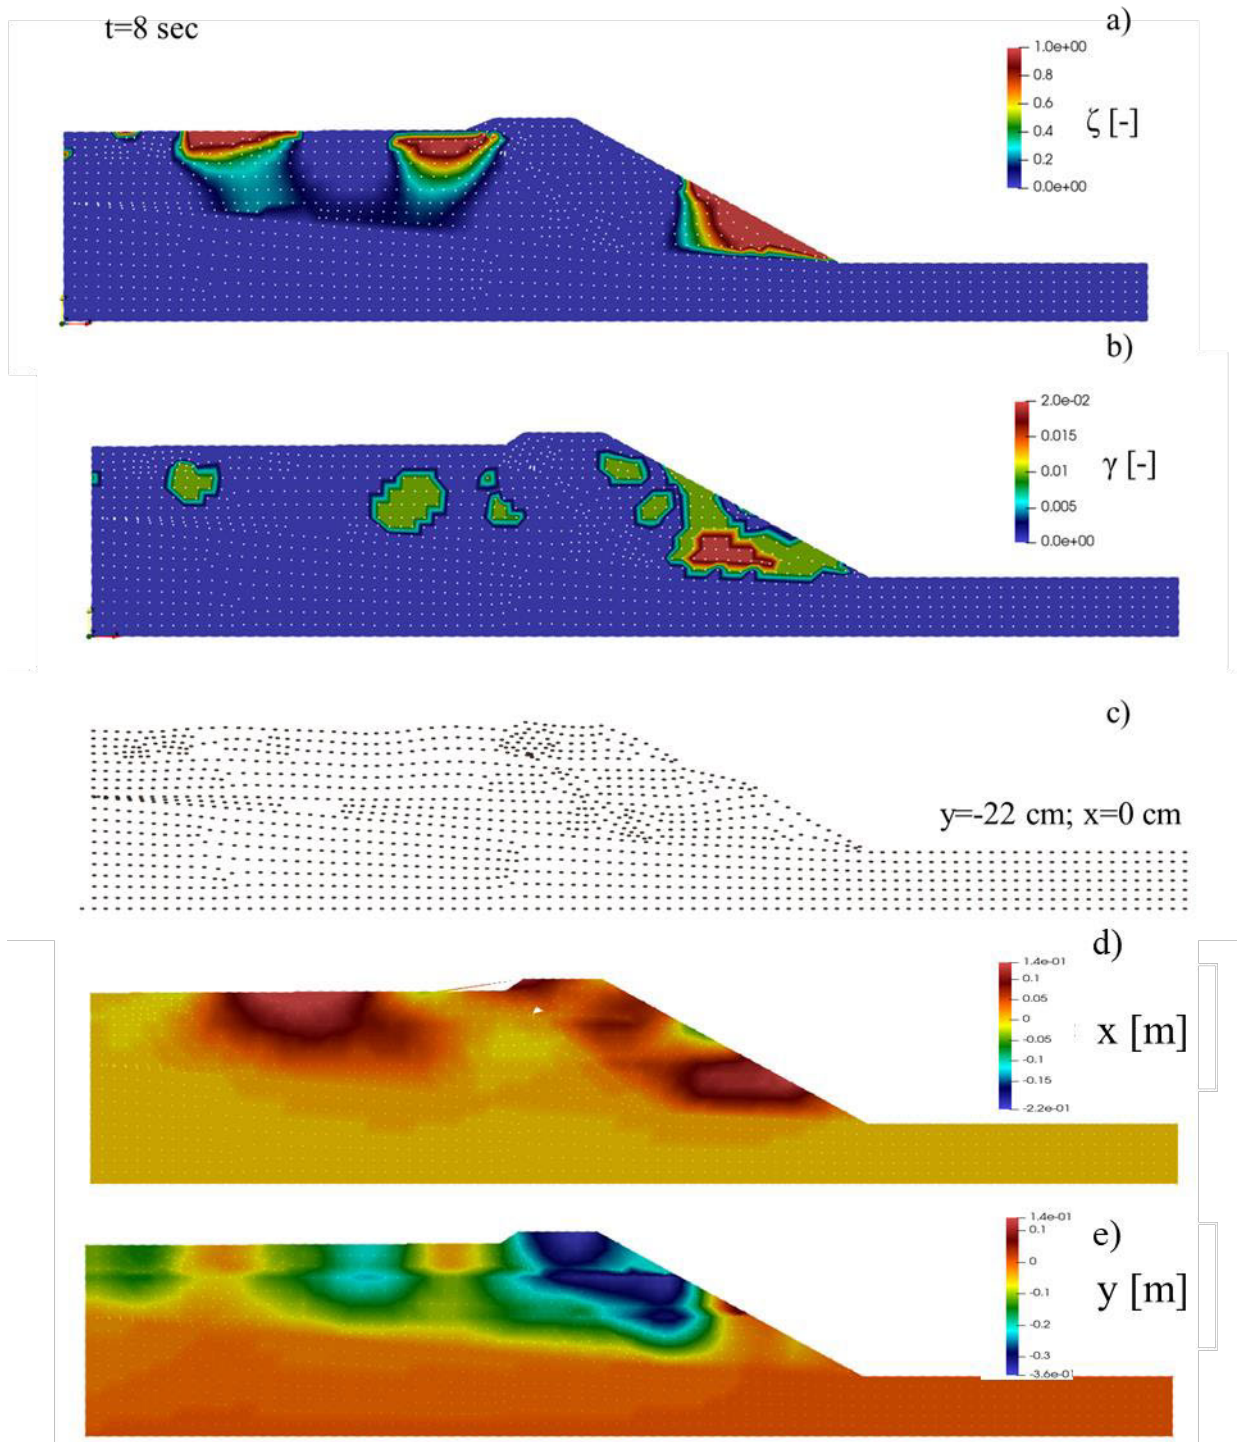 t=8 sec
a)
1.0e+00
0.8
0.6
0.4
0.2
0.0e+00
ζ [-]
b)
2.0e-02
0.015
0.01
0.005
0.0e+00
γ [-]
c)
y=-22 cm; x=0 cm
d)
1.4e-01
0.1
0.05
0
-0.05
-0.1
-0.15
-2.2e-01
x [m]
e)
1.4e-01
0.1
0
-0.1
-0.2
-0.3
-3.6e-01
y [m]